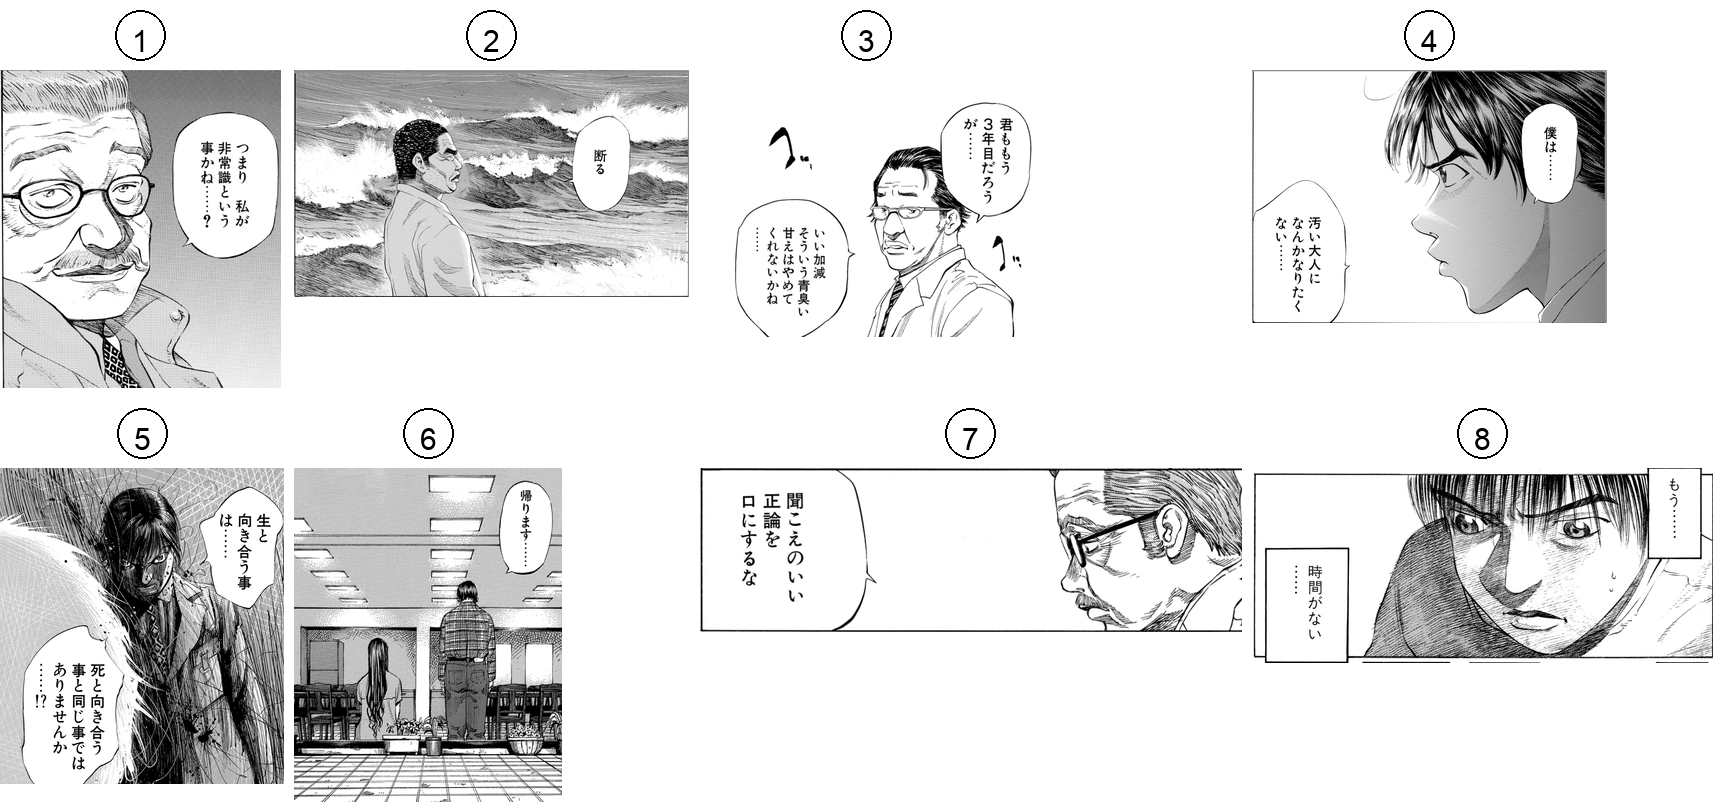 1
つまり 私が
非常識という
事かね……？
2
断る
3
君ももう
3年目だろう
が……
いい加減
そういう青臭い
甘えはやめて
くれないかね
……
4
僕は……
汚い大人に
なんかなりたく
ない……
5
生と
向き合う事
は……
死と向き合う
事と同じ事では
ありませんか
……!?
6
帰ります……
7
聞こえのいい
正論を
口にするな
8
もう……
時間がない
……